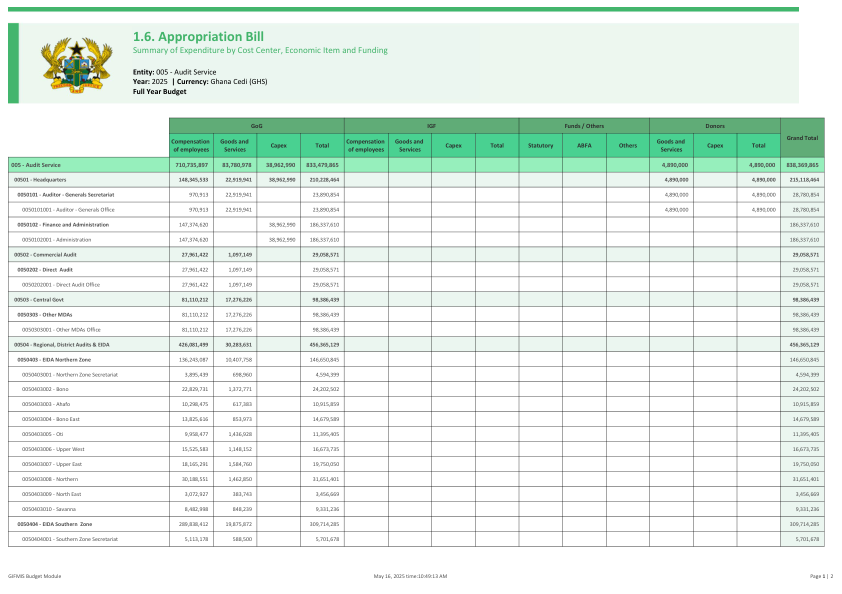 1.6. Appropriation Bill
Summary of Expenditure by Cost Center, Economic Item and Funding
Entity: 005 - Audit Service
Year: 2025 | Currency: Ghana Cedi (GHS)
Full Year Budget
GoG IGF Funds / Others Donors Grand Total
Compensation of employees Goods and Services Capex Total Compensation of employees Goods and Services Capex Total Statutory ABFA Others Goods and Services Capex Total
005 - Audit Service 710,735,897 83,780,978 38,962,990 833,479,865 4,890,000 4,890,000 838,369,865
00501 - Headquarters 148,345,533 22,919,941 38,962,990 210,228,464 4,890,000 4,890,000 215,118,464
0050101 - Auditor - Generals Secretariat 970,913 22,919,941 23,890,854 4,890,000 4,890,000 28,780,854
0050101001 - Auditor - Generals Office 970,913 22,919,941 23,890,854 4,890,000 4,890,000 28,780,854
0050102 - Finance and Administration 147,374,620 38,962,990 186,337,610 186,337,610
0050102001 - Administration 147,374,620 38,962,990 186,337,610 186,337,610
00502 - Commercial Audit 27,961,422 1,097,149 29,058,571 29,058,571
0050202 - Direct Audit 27,961,422 1,097,149 29,058,571 29,058,571
0050202001 - Direct Audit Office 27,961,422 1,097,149 29,058,571 29,058,571
00503 - Central Govt 81,110,212 17,276,226 98,386,439 98,386,439
0050303 - Other MDAs 81,110,212 17,276,226 98,386,439 98,386,439
0050303001 - Other MDAs Office 81,110,212 17,276,226 98,386,439 98,386,439
00504 - Regional, District Audits & EIDA 426,081,499 30,283,631 456,365,129 456,365,129
0050403 - EIDA Northern Zone 136,243,087 10,407,758 146,650,845 146,650,845
0050403001 - Northern Zone Secretariat 3,895,439 698,960 4,594,399 4,594,399
0050403002 - Bono 22,829,731 1,372,771 24,202,502 24,202,502
0050403003 - Ahafo 10,298,475 617,383 10,915,859 10,915,859
0050403004 - Bono East 13,825,616 853,973 14,679,589 14,679,589
0050403005 - Oti 9,958,477 1,436,928 11,395,405 11,395,405
0050403006 - Upper West 15,525,583 1,148,152 16,673,735 16,673,735
0050403007 - Upper East 18,165,291 1,584,760 19,750,050 19,750,050
0050403008 - Northern 30,188,551 1,462,850 31,651,401 31,651,401
0050403009 - North East 3,072,927 383,743 3,456,669 3,456,669
0050403010 - Savanna 8,482,998 848,239 9,331,236 9,331,236
0050404 - EIDA Southern Zone 289,838,412 19,875,872 309,714,285 309,714,285
0050404001 - Southern Zone Secretariat 5,113,178 588,500 5,701,678 5,701,678
GIFMIS Budget Module May 16, 2025 time:10:49:13 AM Page 1 | 2